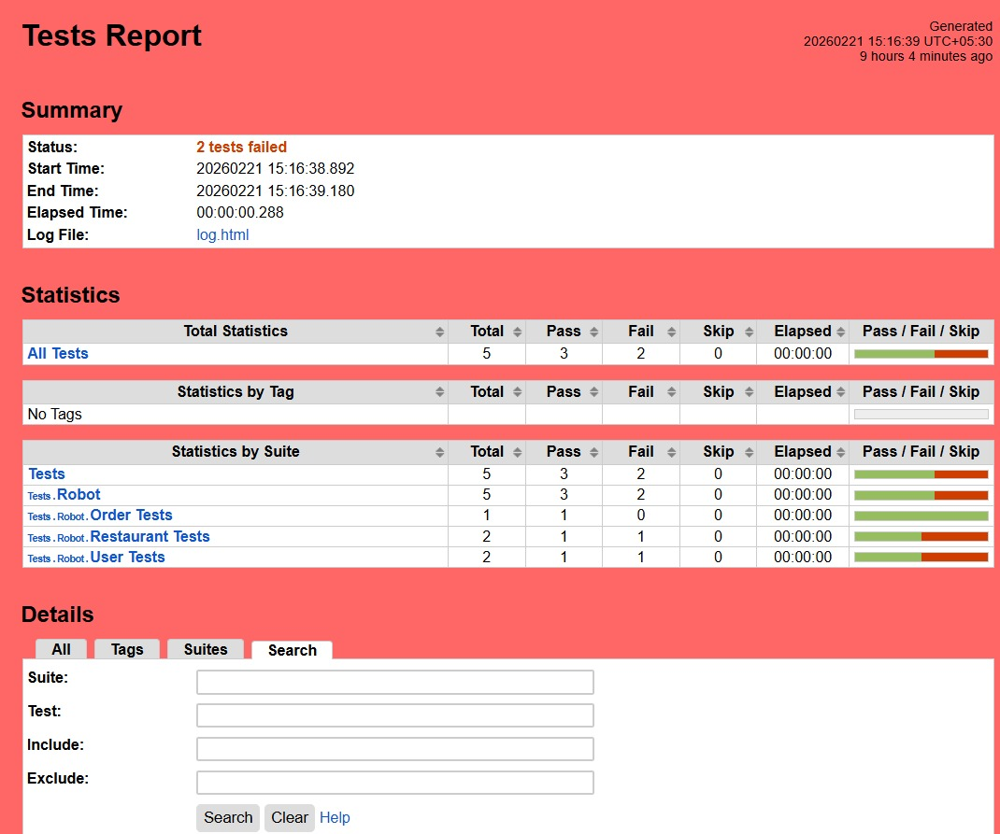 Tests Report
Generated
20260221 15:16:39 UTC+05:30
9 hours 4 minutes ago
Summary
Status: 2 tests failed
Start Time: 20260221 15:16:38.892
End Time: 20260221 15:16:39.180
Elapsed Time: 00:00:00.288
Log File: log.html
Statistics
Total Statistics Total Pass Fail Skip Elapsed Pass / Fail / Skip
All Tests 5 3 2 0 00:00:00
Statistics by Tag Total Pass Fail Skip Elapsed Pass / Fail / Skip
No Tags
Statistics by Suite Total Pass Fail Skip Elapsed Pass / Fail / Skip
Tests 5 3 2 0 00:00:00
Tests . Robot 5 3 2 0 00:00:00
Tests . Robot . Order Tests 1 1 0 0 00:00:00
Tests . Robot . Restaurant Tests 2 1 1 0 00:00:00
Tests . Robot . User Tests 2 1 1 0 00:00:00
Details
All Tags Suites Search
Suite:
Test:
Include:
Exclude:
Search Clear Help